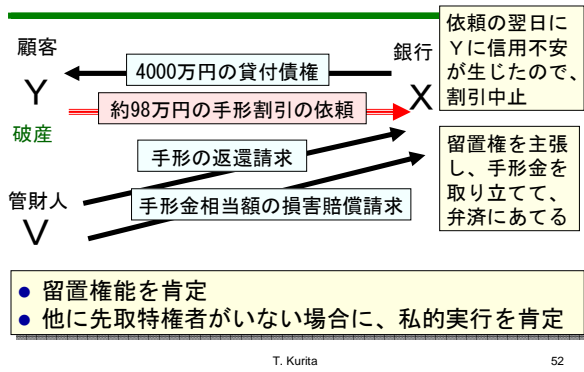 顧客
Y
破産
管財人
V
4000万円の貸付債権
約98万円の手形割引の依頼
手形の返還請求
手形金相当額の損害賠償請求
銀行
X
依頼の翌日に
Yに信用不安
が生じたので、
割引中止
留置権を主張
し、手形金を
取り立てて、
弁済にあてる
● 留置権能を肯定
● 他に先取特権者がいない場合に、私的実行を肯定
T. Kurita
52